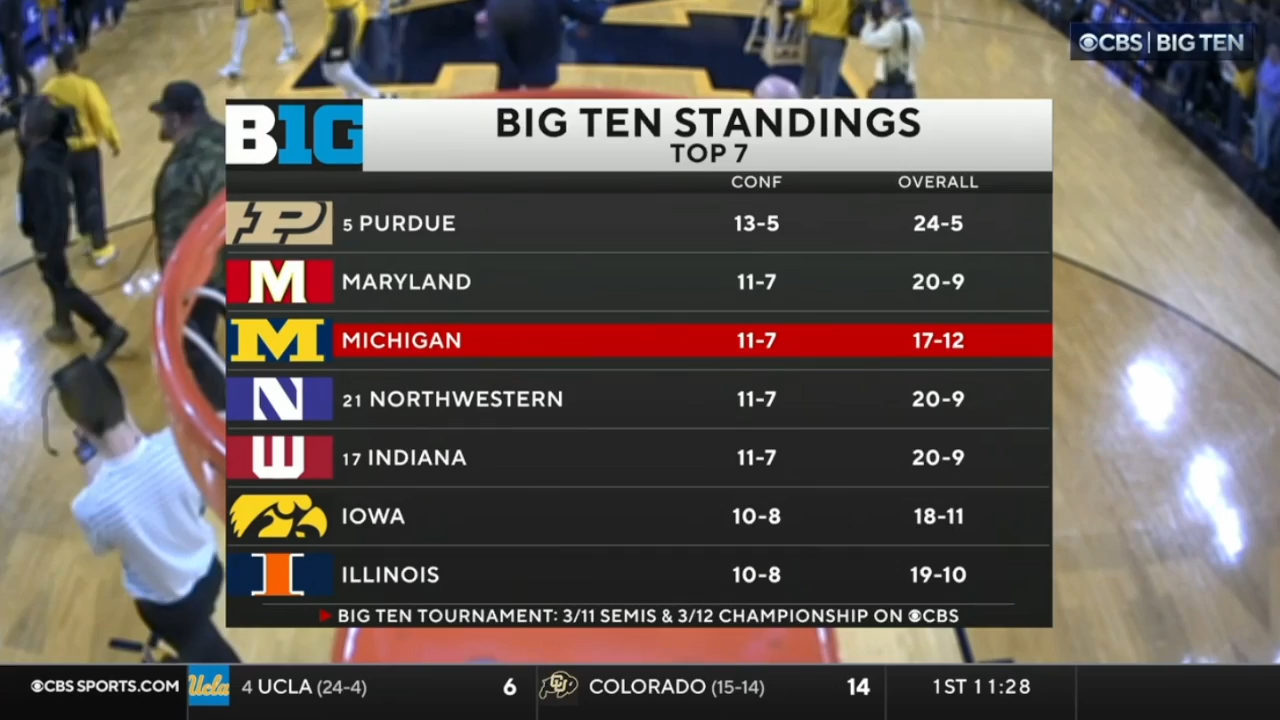 CBS | BIG TEN
B1G
BIG TEN STANDINGS
TOP 7
CONF OVERALL
P 5 PURDUE 13-5 24-5
M MARYLAND 11-7 20-9
M MICHIGAN 11-7 17-12
N 21 NORTHWESTERN 11-7 20-9
W 17 INDIANA 11-7 20-9
IOWA 10-8 18-11
I ILLINOIS 10-8 19-10
BIG TEN TOURNAMENT: 3/11 SEMIS & 3/12 CHAMPIONSHIP ON CBS
CBS SPORTS.COM Ucla 4 UCLA (24-4) 6 CU COLORADO (15-14) 14 1ST 11:28